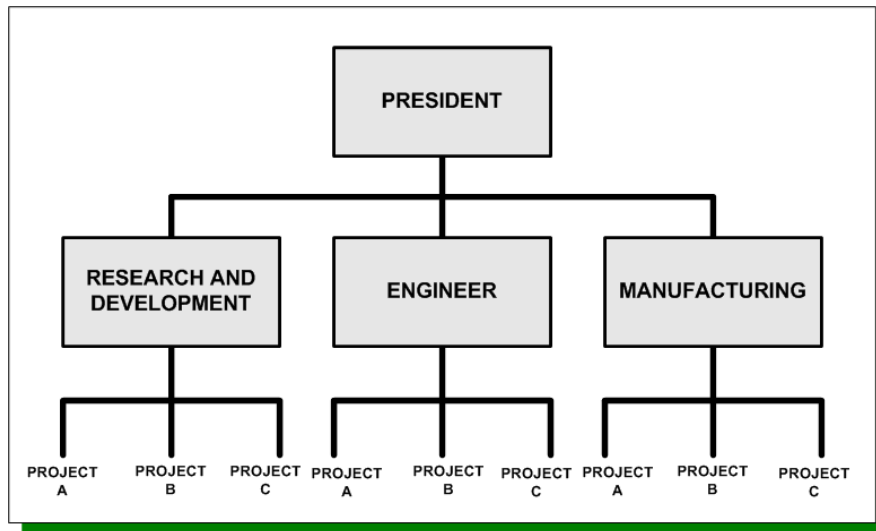 PRESIDENT
RESEARCH AND
DEVELOPMENT
ENGINEER
MANUFACTURING
PROJECT
A
PROJECT
B
PROJECT
C
PROJECT
A
PROJECT
B
PROJECT
C
PROJECT
A
PROJECT
B
PROJECT
C